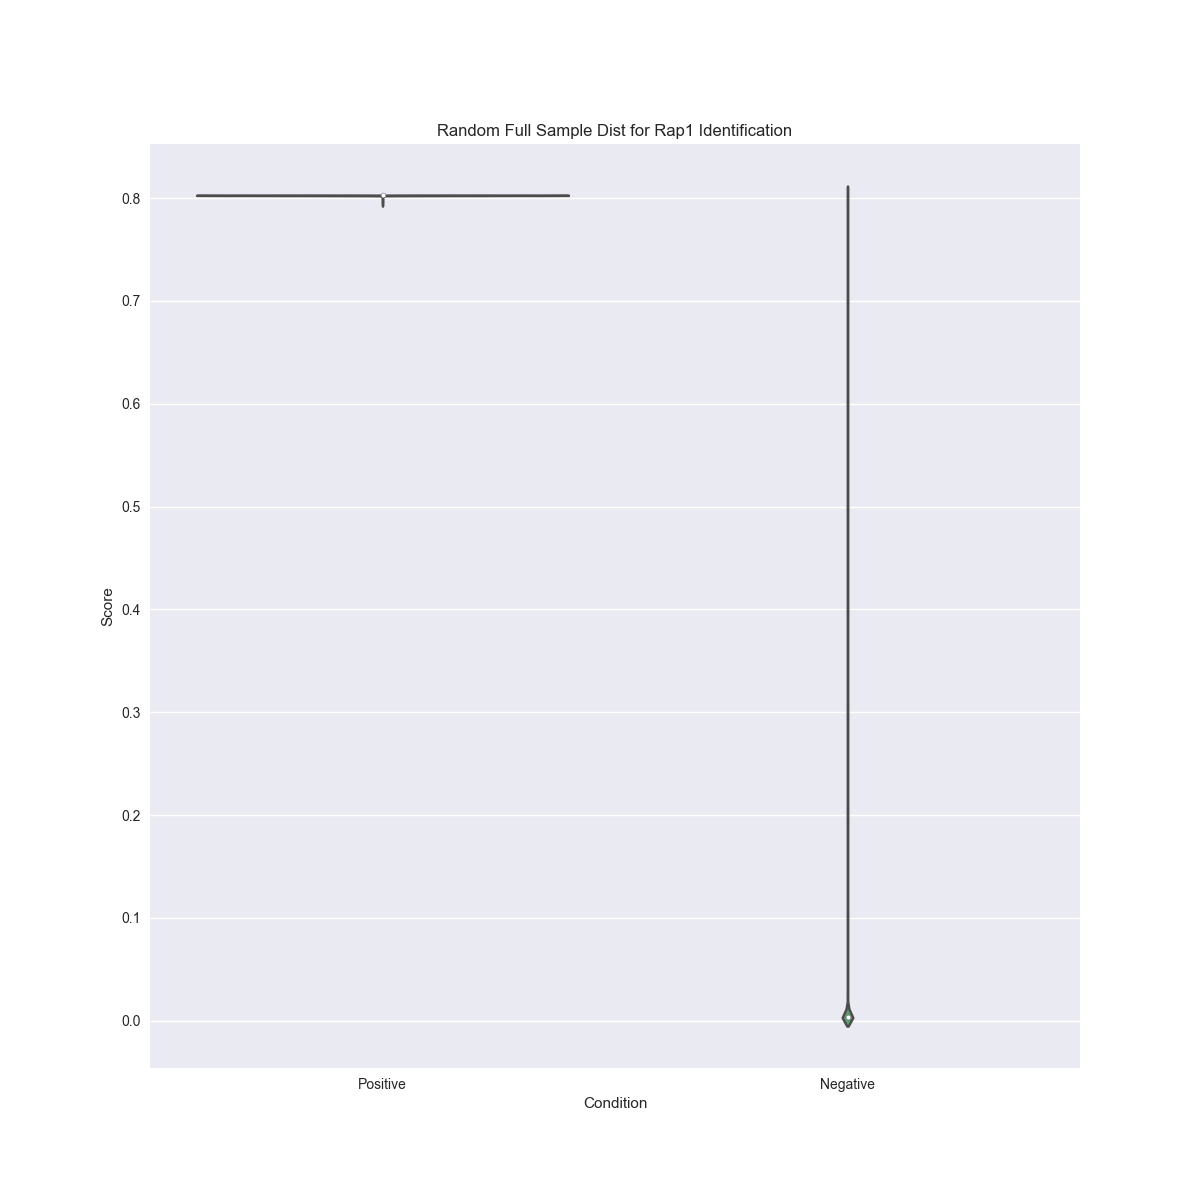 Random Full Sample Dist for Rap1 Identification
0.8
0.7
0.6
0.5
0.4
0.3
0.2
0.1
0.0
Score
Positive
Negative
Condition